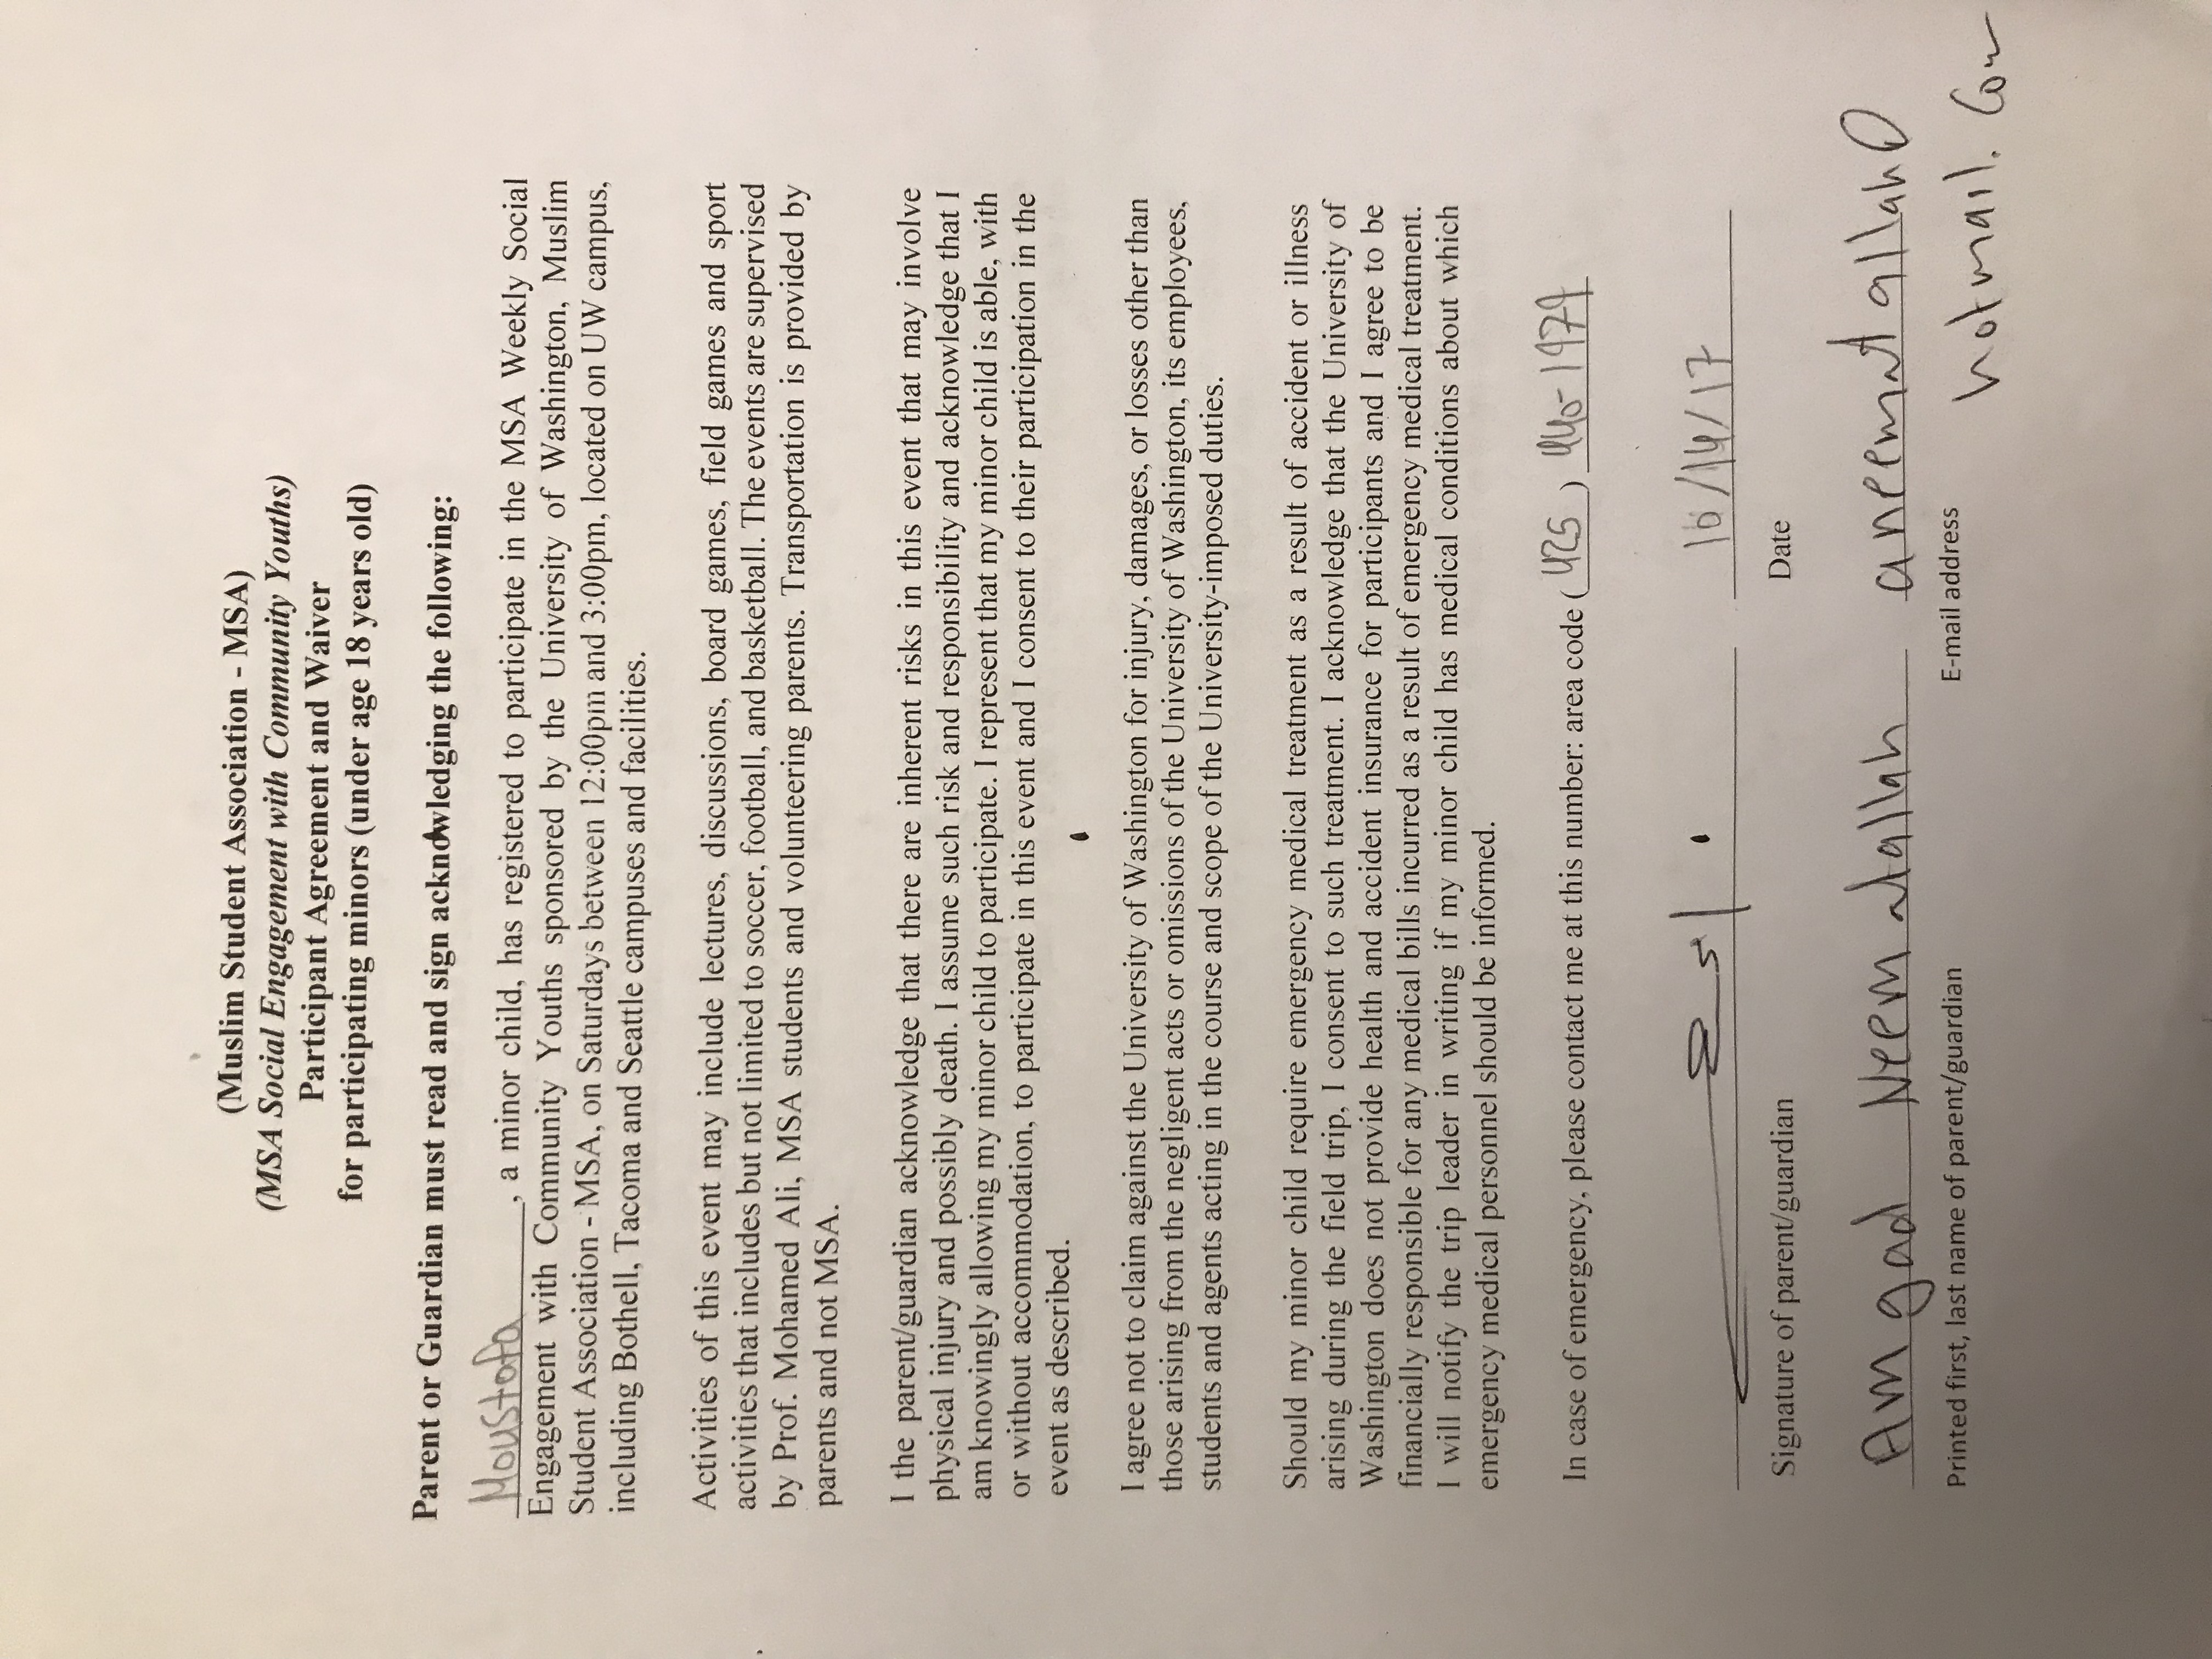 (Muslim Student Association - MSA)
(MSA Social Engagement with Community Youths)
Participant Agreement and Waiver
for participating minors (under age 18 years old)
Parent or Guardian must read and sign acknowledging the following:
Moustafa, a minor child, has registered to participate in the MSA Weekly Social
Engagement with Community Youths sponsored by the University of Washington, Muslim
Student Association - MSA, on Saturdays between 12:00pm and 3:00pm, located on UW campus,
including Bothell, Tacoma and Seattle campuses and facilities.
Activities of this event may include lectures, discussions, board games, field games and sport
activities that includes but not limited to soccer, football, and basketball. The events are supervised
by Prof. Mohamed Ali, MSA students and volunteering parents. Transportation is provided by
parents and not MSA.
I the parent/guardian acknowledge that there are inherent risks in this event that may involve
physical injury and possibly death. I assume such risk and responsibility and acknowledge that I
am knowingly allowing my minor child to participate. I represent that my minor child is able, with
or without accommodation, to participate in this event and I consent to their participation in the
event as described.
I agree not to claim against the University of Washington for injury, damages, or losses other than
those arising from the negligent acts or omissions of the University of Washington, its employees,
students and agents acting in the course and scope of the University-imposed duties.
Should my minor child require emergency medical treatment as a result of accident or illness
arising during the field trip, I consent to such treatment. I acknowledge that the University of
Washington does not provide health and accident insurance for participants and I agree to be
financially responsible for any medical bills incurred as a result of emergency medical treatment.
I will notify the trip leader in writing if my minor child has medical conditions about which
emergency medical personnel should be informed.
In case of emergency, please contact me at this number: area code (425) 440-1979
10/14/17
Signature of parent/guardian Date
Amgad Neematallah aneematallah@
Printed first, last name of parent/guardian E-mail address
hotmail.com